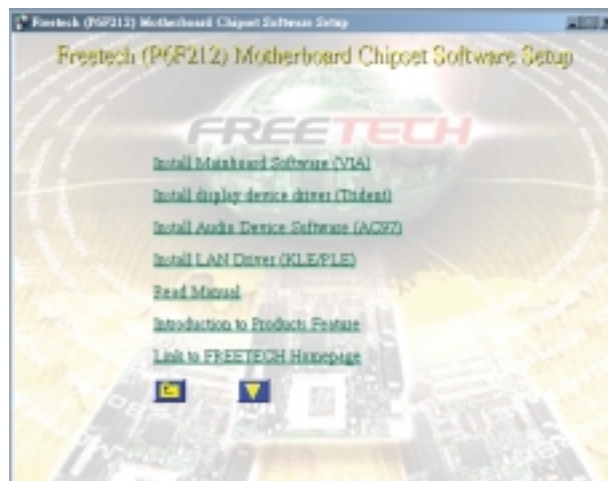 Freetech (P6F212) Motherboard Chipset Software Setup
Freetech (P6F212) Motherboard Chipset Software Setup
FREETECH
Install Mainboard Software (VIA)
Install display device driver (Trident)
Install Audio Device Software (AC97)
Install LAN Driver (KLE/PLE)
Read Manual
Introduction to Products Feature
Link to FREETECH Homepage